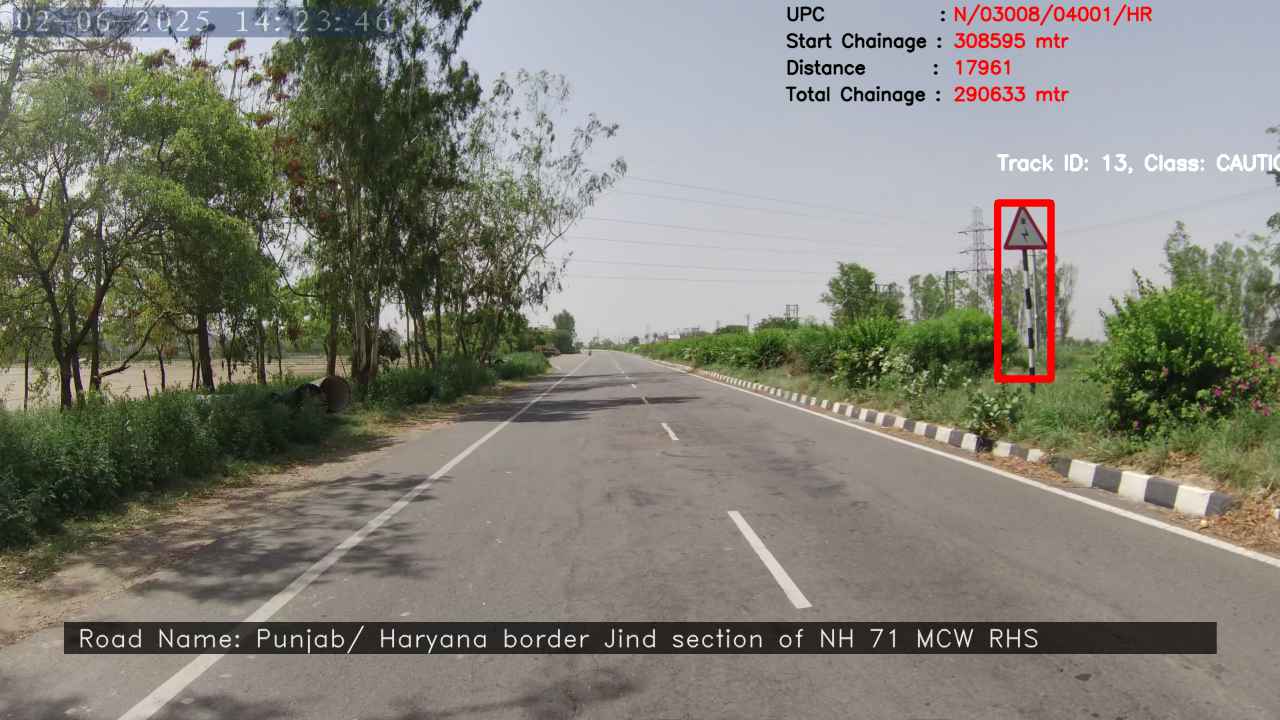 02-06-2025 14:23:46
UPC : N/03008/04001/HR
Start Chainage : 308595 mtr
Distance : 17961
Total Chainage : 290633 mtr
Track ID: 13, Class: CAUTIO
Road Name: Punjab/ Haryana border Jind section of NH 71 MCW RHS